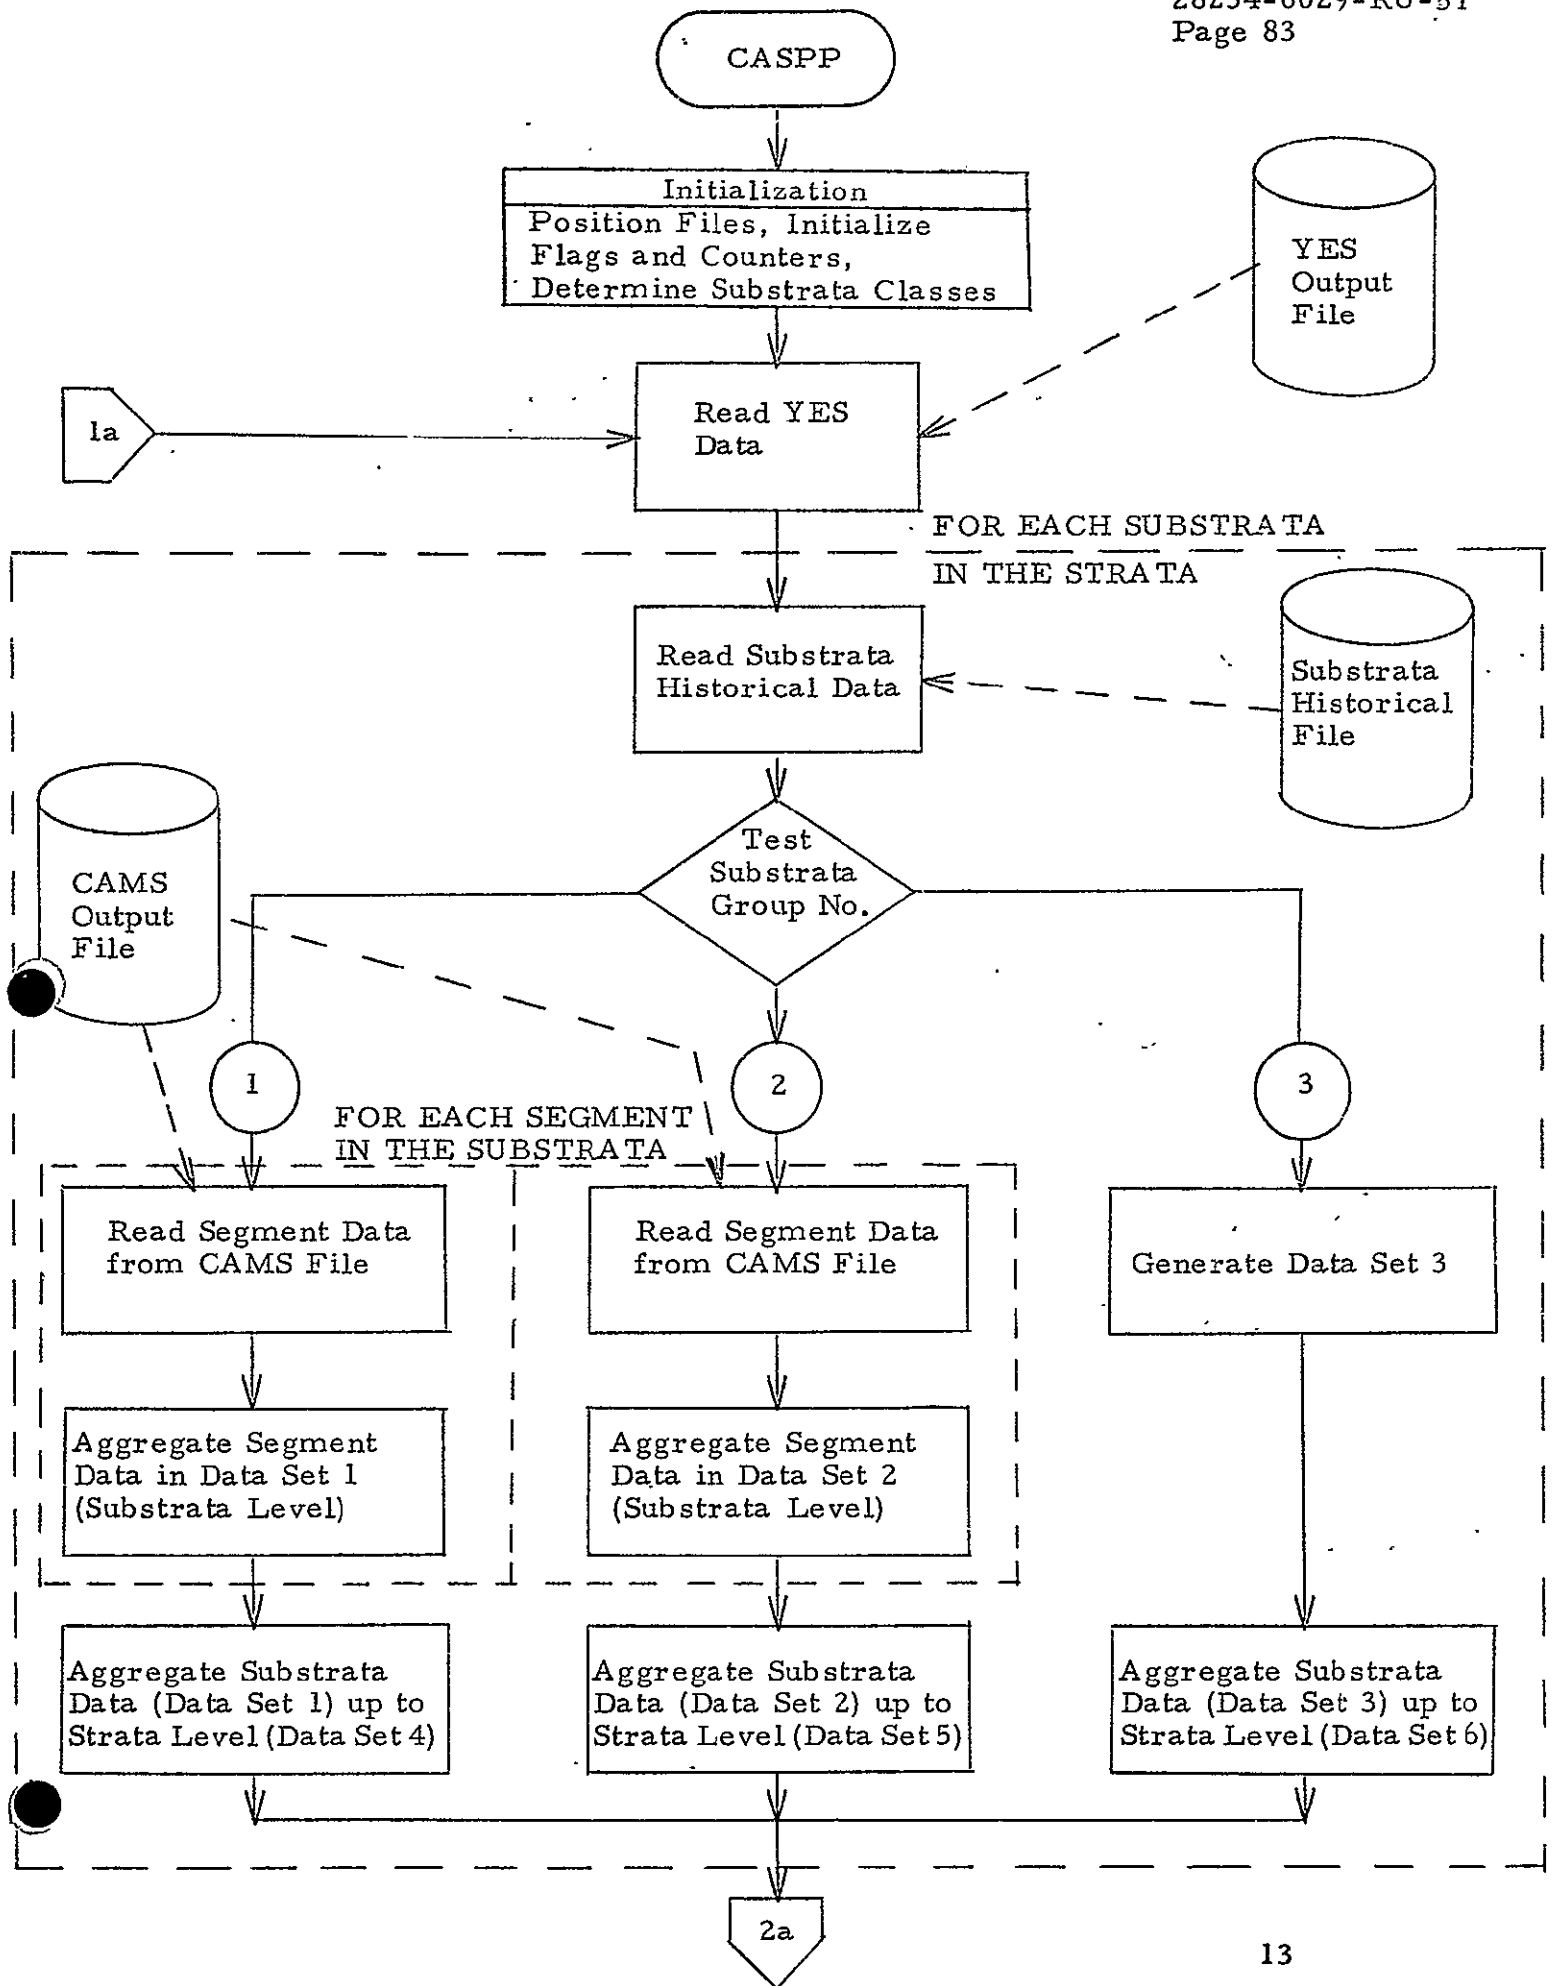 Page 83
CASPP
Initialization
Position Files, Initialize
Flags and Counters,
Determine Substrata Classes
YES
Output
File
1a
Read YES
Data
FOR EACH SUBSTRATA
IN THE STRATA
Read Substrata
Historical Data
Substrata
Historical
File
Test
Substrata
Group No.
CAMS
Output
File
1
2
3
FOR EACH SEGMENT
IN THE SUBSTRATA
Read Segment Data
from CAMS File
Read Segment Data
from CAMS File
Generate Data Set 3
Aggregate Segment
Data in Data Set 1
(Substrata Level)
Aggregate Segment
Data in Data Set 2
(Substrata Level)
Aggregate Substrata
Data (Data Set 1) up to
Strata Level (Data Set 4)
Aggregate Substrata
Data (Data Set 2) up to
Strata Level (Data Set 5)
Aggregate Substrata
Data (Data Set 3) up to
Strata Level (Data Set 6)
2a
13